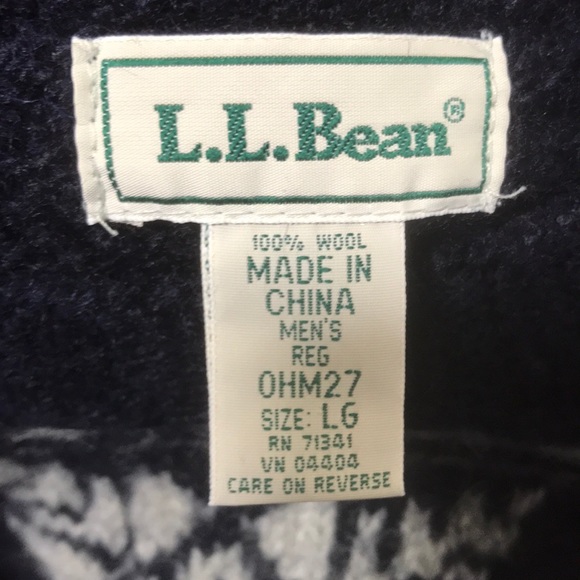 L.L.Bean®
100% WOOL
MADE IN
CHINA
MEN'S
REG
OHM27
SIZE: LG
RN 71341
VN 04404
CARE ON REVERSE